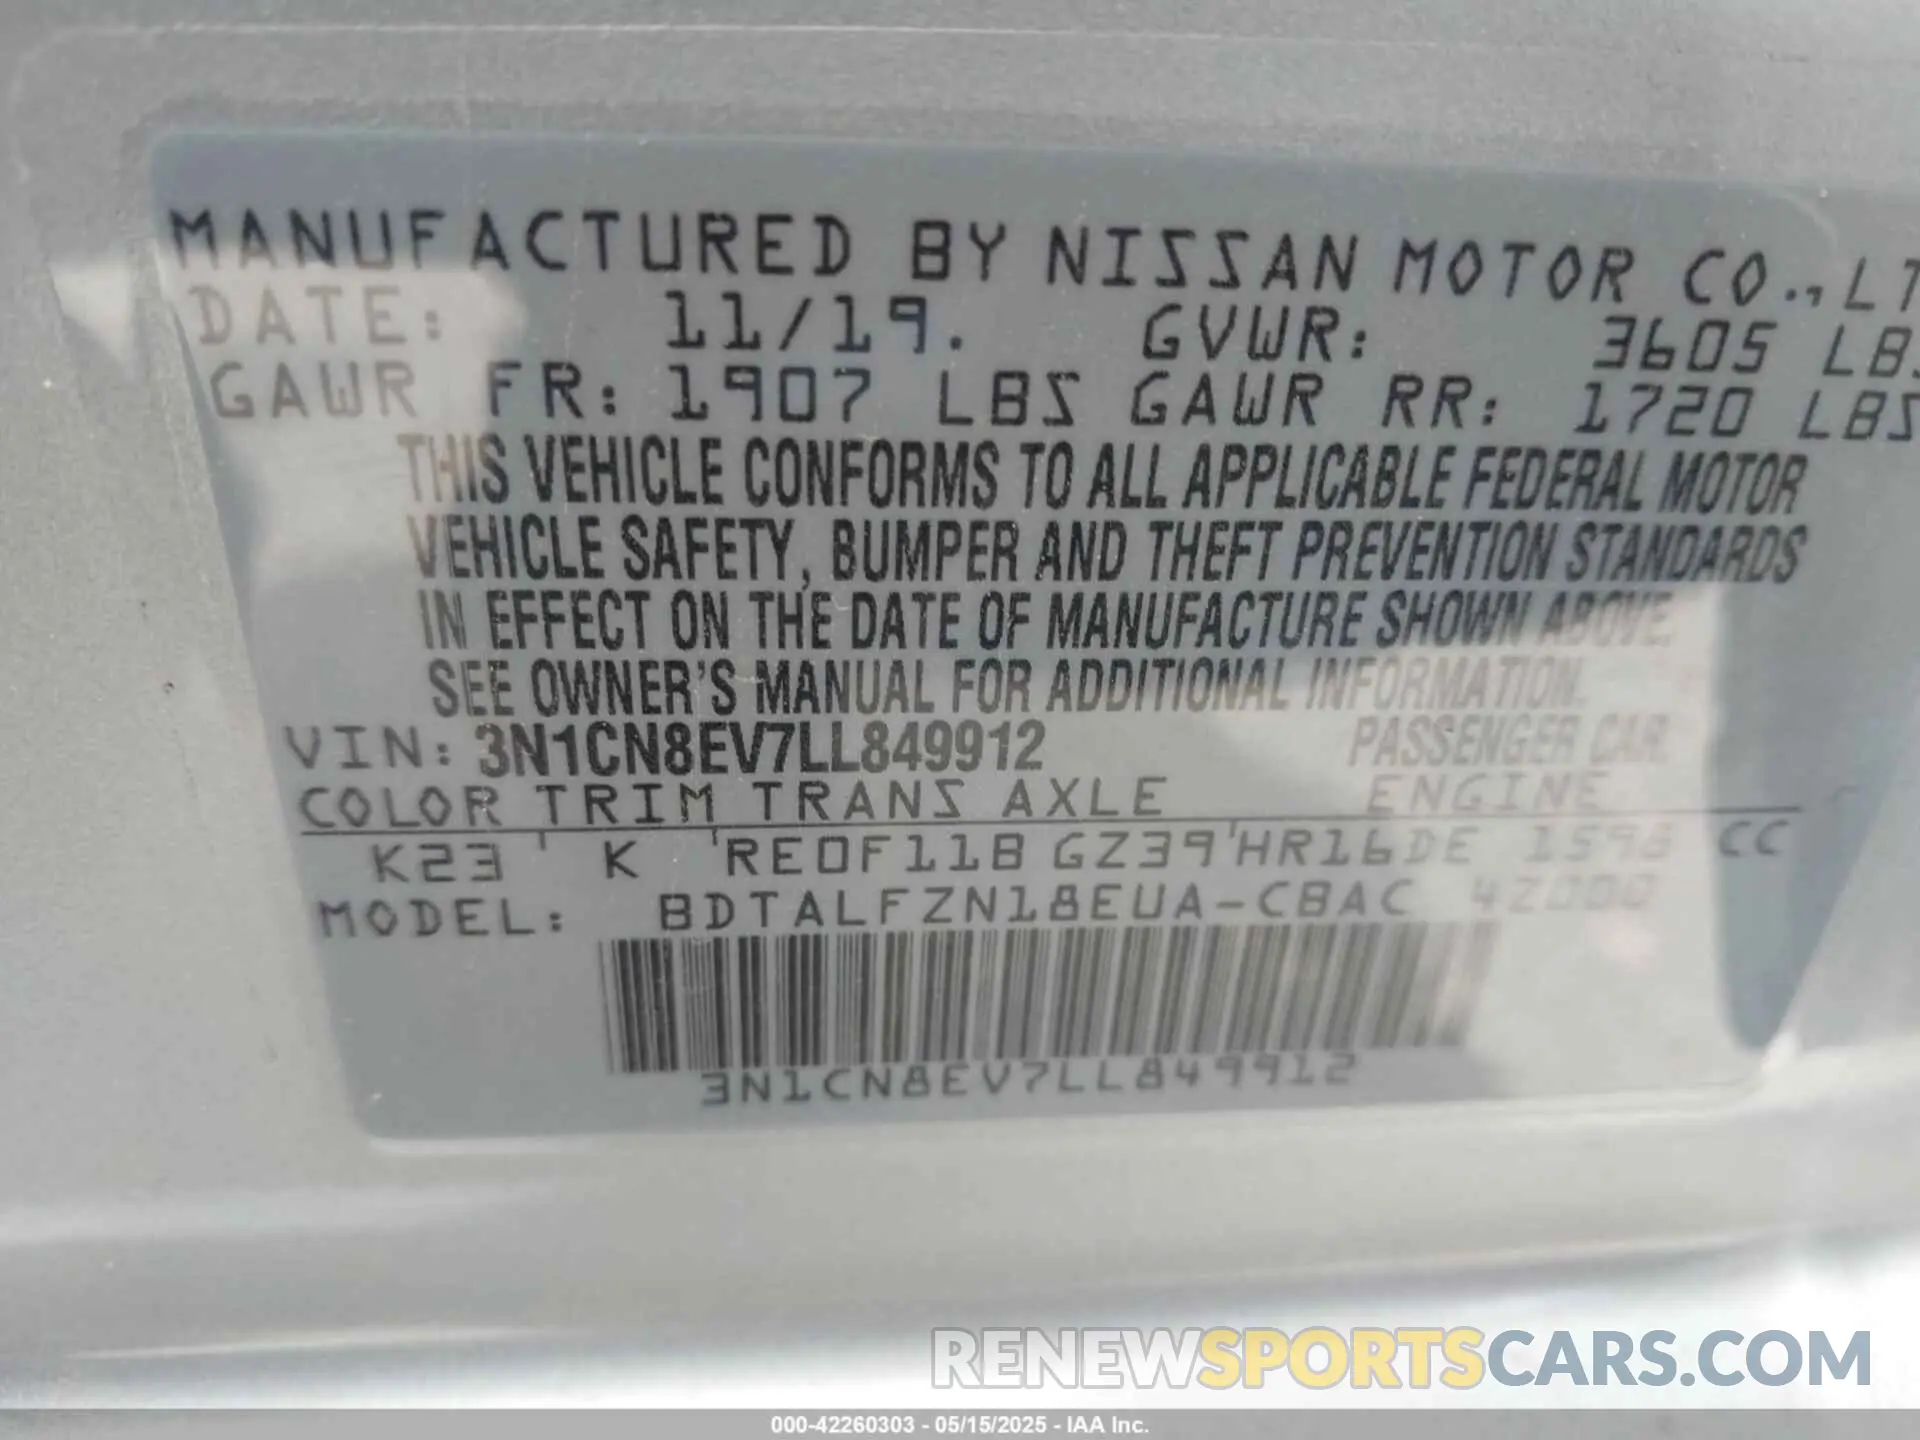 MANUFACTURED BY NISSAN MOTOR CO.,LT
DATE: 11/19. GVWR: 3605 LBS
GAWR FR: 1907 LBS GAWR RR: 1720 LBS
THIS VEHICLE CONFORMS TO ALL APPLICABLE FEDERAL MOTOR
VEHICLE SAFETY, BUMPER AND THEFT PREVENTION STANDARDS
IN EFFECT ON THE DATE OF MANUFACTURE SHOWN ABOVE.
SEE OWNER'S MANUAL FOR ADDITIONAL INFORMATION.
VIN: 3N1CN8EV7LL849912 PASSENGER CAR
COLOR TRIM TRANS AXLE ENGINE
K23 K RE0F11B GZ39 HR16DE 1598 CC
MODEL: BDTALFZN18EUA-CBAC 4Z000
3N1CN8EV7LL849912
RENEWSPORTSCARS.COM
000-42260303 - 05/15/2025 - IAA Inc.